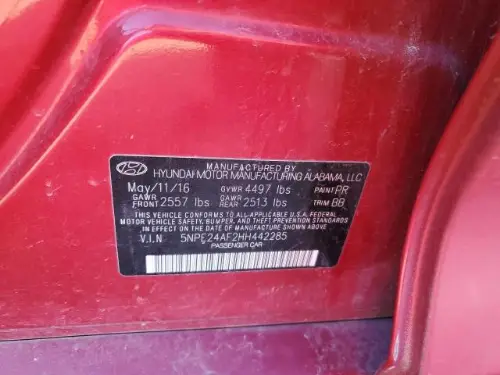 MANUFACTURED BY
HYUNDAI MOTOR MANUFACTURING ALABAMA, LLC
May/11/16 GVWR 4497 lbs PAINT PR
GAWR FRONT 2557 lbs GAWR REAR 2513 lbs TRIM BB
THIS VEHICLE CONFORMS TO ALL APPLICABLE U.S. FEDERAL
MOTOR VEHICLE SAFETY, BUMPER, AND THEFT PREVENTION STANDARDS
IN EFFECT ON THE DATE OF MANUFACTURE SHOWN ABOVE.
V.I.N 5NPE24AF2HH442285
PASSENGER CAR